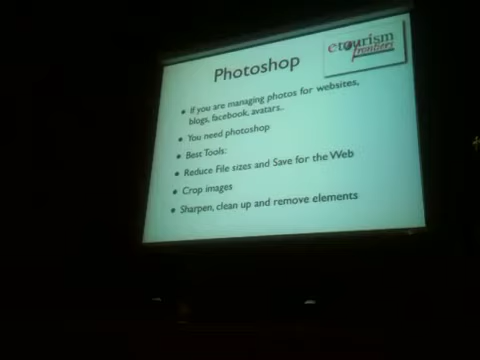 etourism
frontiers
Photoshop
• If you are managing photos for websites,
blogs, facebook, avatars..
• You need photoshop
• Best Tools:
• Reduce File sizes and Save for the Web
• Crop images
• Sharpen, clean up and remove elements